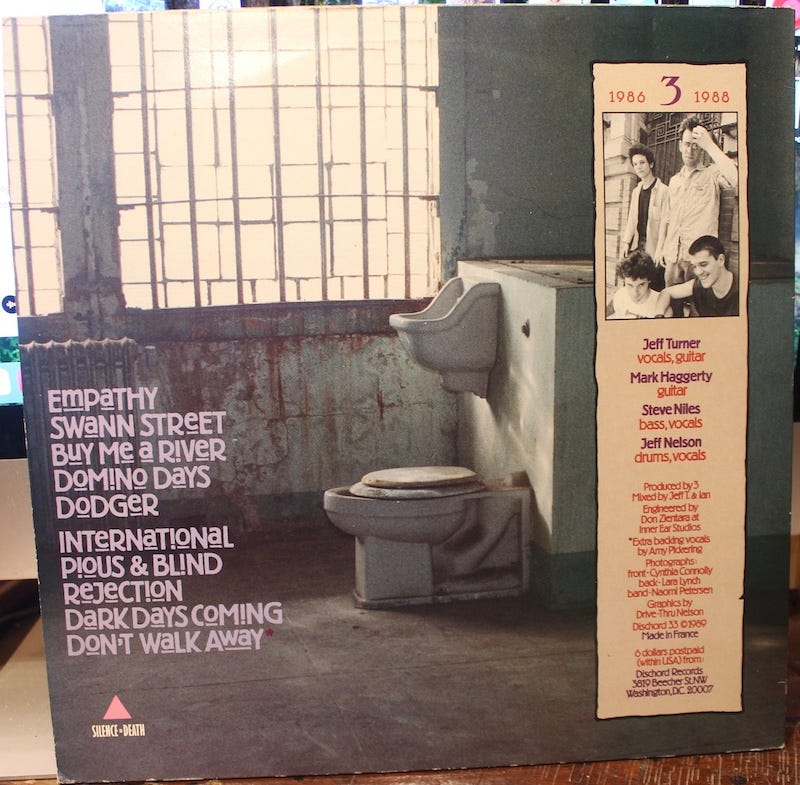 EMPATHY
SWANN STREET
BUY ME A RIVER
DOMINO DAYS
DODGER
INTERNATIONAL
PIOUS & BLIND
REJECTION
DARK DAYS COMING
DON'T WALK AWAY*
SILENCE=DEATH
1986 3 1988
Jeff Turner
vocals, guitar
Mark Haggerty
guitar
Steve Niles
bass, vocals
Jeff Nelson
drums, vocals
Produced by 3
Mixed by Jeff T. & Ian
Engineered by
Don Zientara at
Inner Ear Studios
*Extra backing vocals
by Amy Pickering
Photographs:
front-Cynthia Connolly
back-Lara Lynch
band-Naomi Petersen
Graphics by
Drive-Thru Nelson
Dischord 33 ©1989
Made in France
6 dollars postpaid
(within USA) from:
Dischord Records
3819 Beecher St. NW
Washington, D.C. 20007